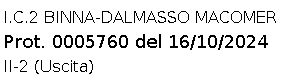 I.C.2 BINNA-DALMASSO MACOMER
Prot. 0005760 del 16/10/2024
II-2 (Uscita)